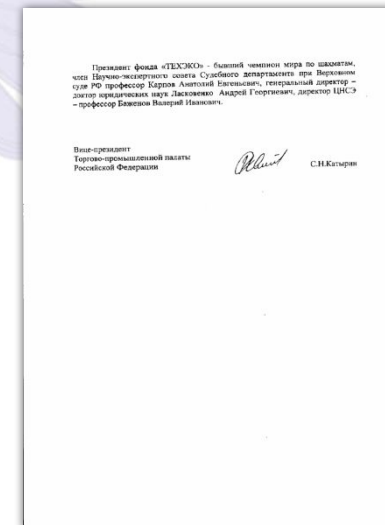 Президент фонда «ТЕХЭКО» - бывший чемпион мира по шахматам,
член Научно-экспертного совета Судебного департамента при Верховном
суде РФ профессор Карпов Анатолий Евгеньевич, генеральный директор –
доктор юридических наук Ласковенко Андрей Георгиевич, директор ЦНСЭ
– профессор Баженов Валерий Иванович.
Вице-президент
Торгово-промышленной палаты
Российской Федерации
С.Н.Катырин